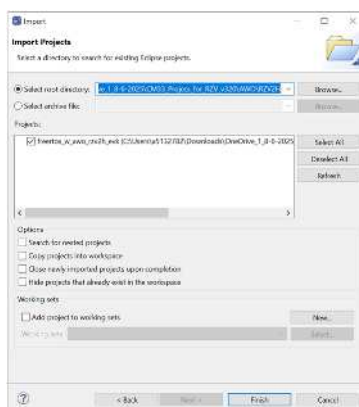 Import
Import Projects
Select a directory to search for existing Eclipse projects.
Select root directory: Browse...
Select archive file: Browse...
Projects:
Select All
Deselect All
Refresh
Options
Search for nested projects
Copy projects into workspace
Close newly imported projects upon completion
Hide projects that already exist in the workspace
Working sets
Add project to working sets New...
Working sets: Select...
< Back Next > Finish Cancel